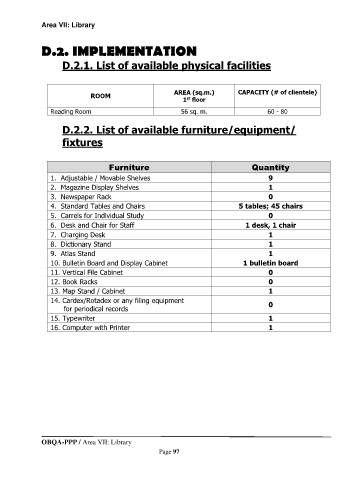 Area VII: Library
D.2. IMPLEMENTATION
D.2.1. List of available physical facilities
ROOM AREA (sq.m.) 1st floor CAPACITY (# of clientele)
Reading Room 56 sq. m. 60 - 80
D.2.2. List of available furniture/equipment/
fixtures
Furniture Quantity
1. Adjustable / Movable Shelves 9
2. Magazine Display Shelves 1
3. Newspaper Rack 0
4. Standard Tables and Chairs 5 tables; 45 chairs
5. Carrels for Individual Study 0
6. Desk and Chair for Staff 1 desk, 1 chair
7. Charging Desk 1
8. Dictionary Stand 1
9. Atlas Stand 1
10. Bulletin Board and Display Cabinet 1 bulletin board
11. Vertical File Cabinet 0
12. Book Racks 0
13. Map Stand / Cabinet 1
14. Cardex/Rotadex or any filing equipment
for periodical records 0
15. Typewriter 1
16. Computer with Printer 1
OBQA-PPP / Area VII: Library
Page 97